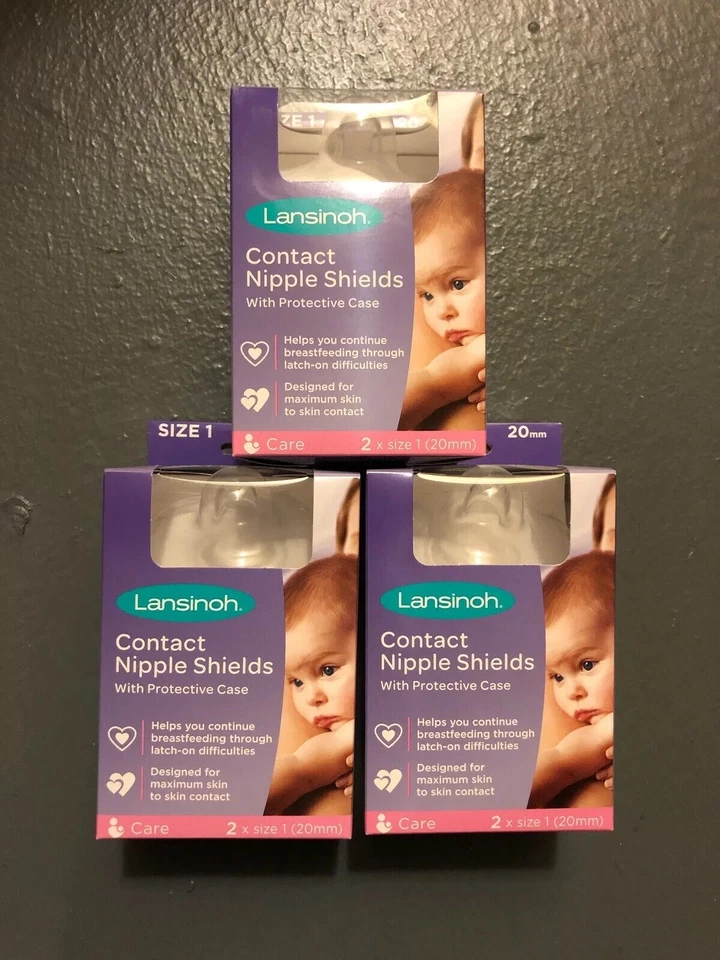 ZE 1
Lansinoh®
Contact
Nipple Shields
With Protective Case
Helps you continue
breastfeeding through
latch-on difficulties
Designed for
maximum skin
to skin contact
Care
2 x size 1 (20mm)
SIZE 1
20mm
Lansinoh®
Contact
Nipple Shields
With Protective Case
Helps you continue
breastfeeding through
latch-on difficulties
Designed for
maximum skin
to skin contact
Care
2 x size 1 (20mm)
Lansinoh®
Contact
Nipple Shields
With Protective Case
Helps you continue
breastfeeding through
latch-on difficulties
Designed for
maximum skin
to skin contact
Care
2 x size 1 (20mm)